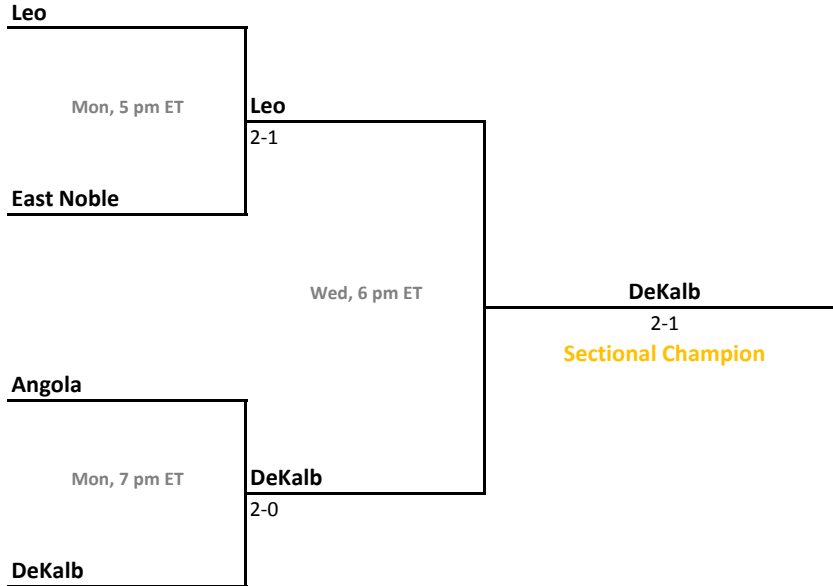 Leo
Mon, 5 pm ET
Leo
2-1
East Noble
Wed, 6 pm ET
DeKalb
2-1
Sectional Champion
Angola
Mon, 7 pm ET
DeKalb
2-0
DeKalb